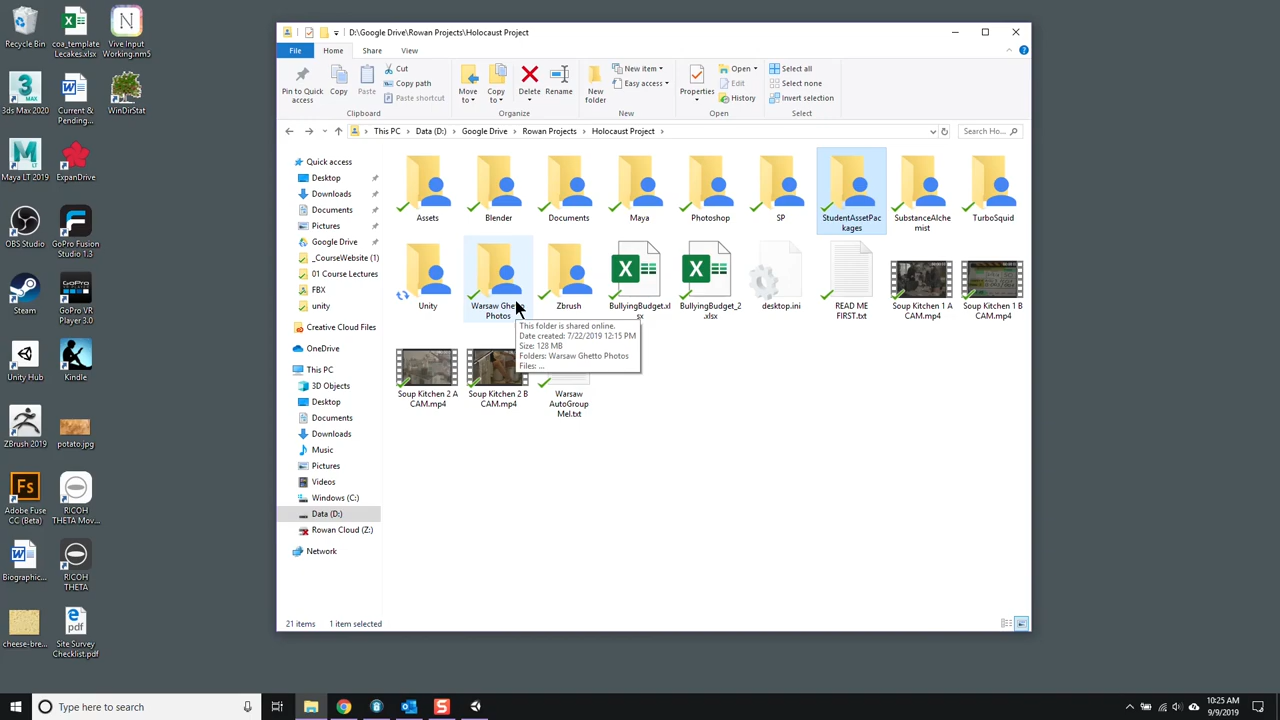 D:\Google Drive\Rowan Projects\Holocaust Project
File
Home
Share
View
Pin to Quick
access
Copy
Paste
Cut
Copy path
Paste shortcut
Clipboard
Move
to
Copy
to
Delete
Rename
Organize
New
folder
New item
Easy access
New
Properties
Open
Edit
History
Open
Select all
Select none
Invert selection
Select
This PC
Data (D:)
Google Drive
Rowan Projects
Holocaust Project
Search Ho...
Quick access
Desktop
Downloads
Documents
Pictures
Google Drive
_CourseWebsite (1)
01 Course Lectures
FBX
unity
Creative Cloud Files
OneDrive
This PC
3D Objects
Desktop
Documents
Downloads
Music
Pictures
Videos
Windows (C:)
Data (D:)
Rowan Cloud (Z:)
Network
Assets
Blender
Documents
Maya
Photoshop
SP
StudentAssetPac
kages
SubstanceAlche
mist
TurboSquid
Unity
Warsaw Ghetto
Photos
Zbrush
BullyingBudget.xl
sx
BullyingBudget_2
.xlsx
desktop.ini
READ ME
FIRST.txt
Soup Kitchen 1 A
CAM.mp4
Soup Kitchen 1 B
CAM.mp4
This folder is shared online.
Date created: 7/22/2019 12:15 PM
Size: 128 MB
Folders: Warsaw Ghetto Photos
Files: ...
Soup Kitchen 2 A
CAM.mp4
Soup Kitchen 2 B
CAM.mp4
Warsaw
AutoGroup
Mel.txt
21 items
1 item selected
Recycle Bin
coa_template
Lecakes.xlsx
Vive Input
Working.nm5
3ds Max 2...
Current &
Pending...
WinDirStat
Maya LT 2019
ExpanDrive
OBS Studio
GoPro Fusion
Studio 1.3
Steam
GoPro VR
Player 3.0
Unity Hub
Kindle
ZBrush 2019
potato.jpg
Adobe Fuse
CC (Beta)
RICOH
THETA Mov...
Biographic...
RICOH
THETA
cheese-bre...
Site Survey
Checklist.pdf
Type here to search
10:25 AM
9/9/2019